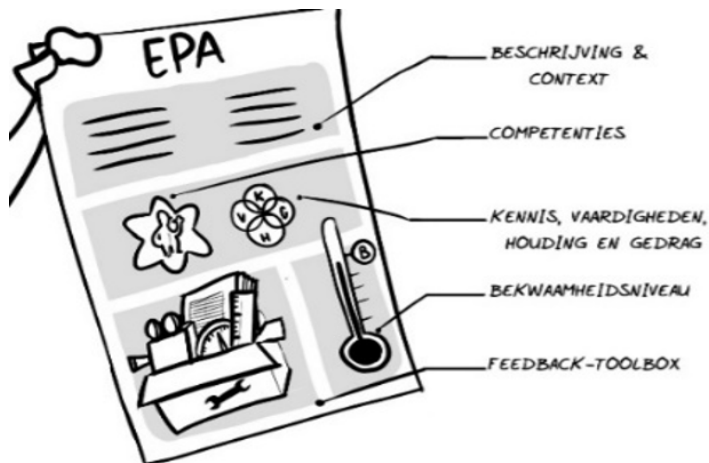 EPA
BESCHRIJVING &
CONTEXT
COMPETENTIES
K
V
G
H
KENNIS, VAARDIGHEDEN,
HOUDING EN GEDRAG
B
BEKWAAMHEIDSNIVEAU
FEEDBACK-TOOLBOX